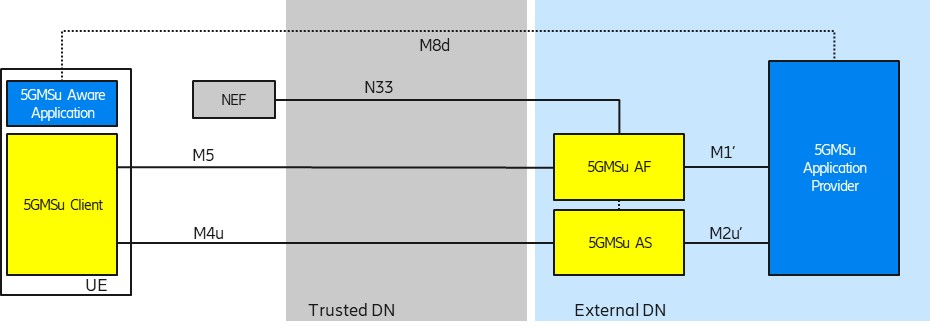 M8d
5GMSu Aware
Application
NEF
N33
M5
5GMSu AF
M1′
5GMSu
Application
Provider
5GMSu Client
M4u
5GMSu AS
M2u′
UE
Trusted DN
External DN